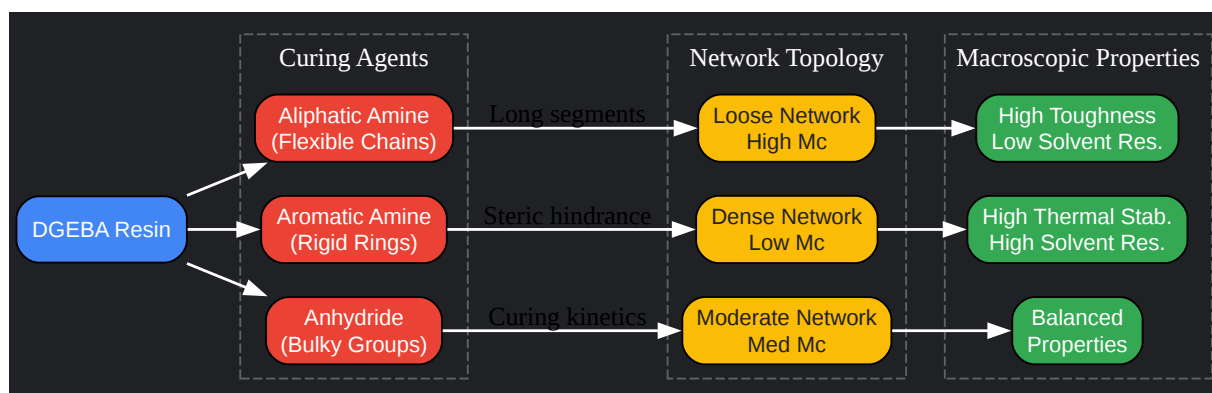 Curing Agents
Network Topology
Macroscopic Properties
Aliphatic Amine
(Flexible Chains)
Long segments
Loose Network
High Mc
High Toughness
Low Solvent Res.
DGEBA Resin
Aromatic Amine
(Rigid Rings)
Steric hindrance
Dense Network
Low Mc
High Thermal Stab.
High Solvent Res.
Anhydride
(Bulky Groups)
Curing kinetics
Moderate Network
Med Mc
Balanced
Properties